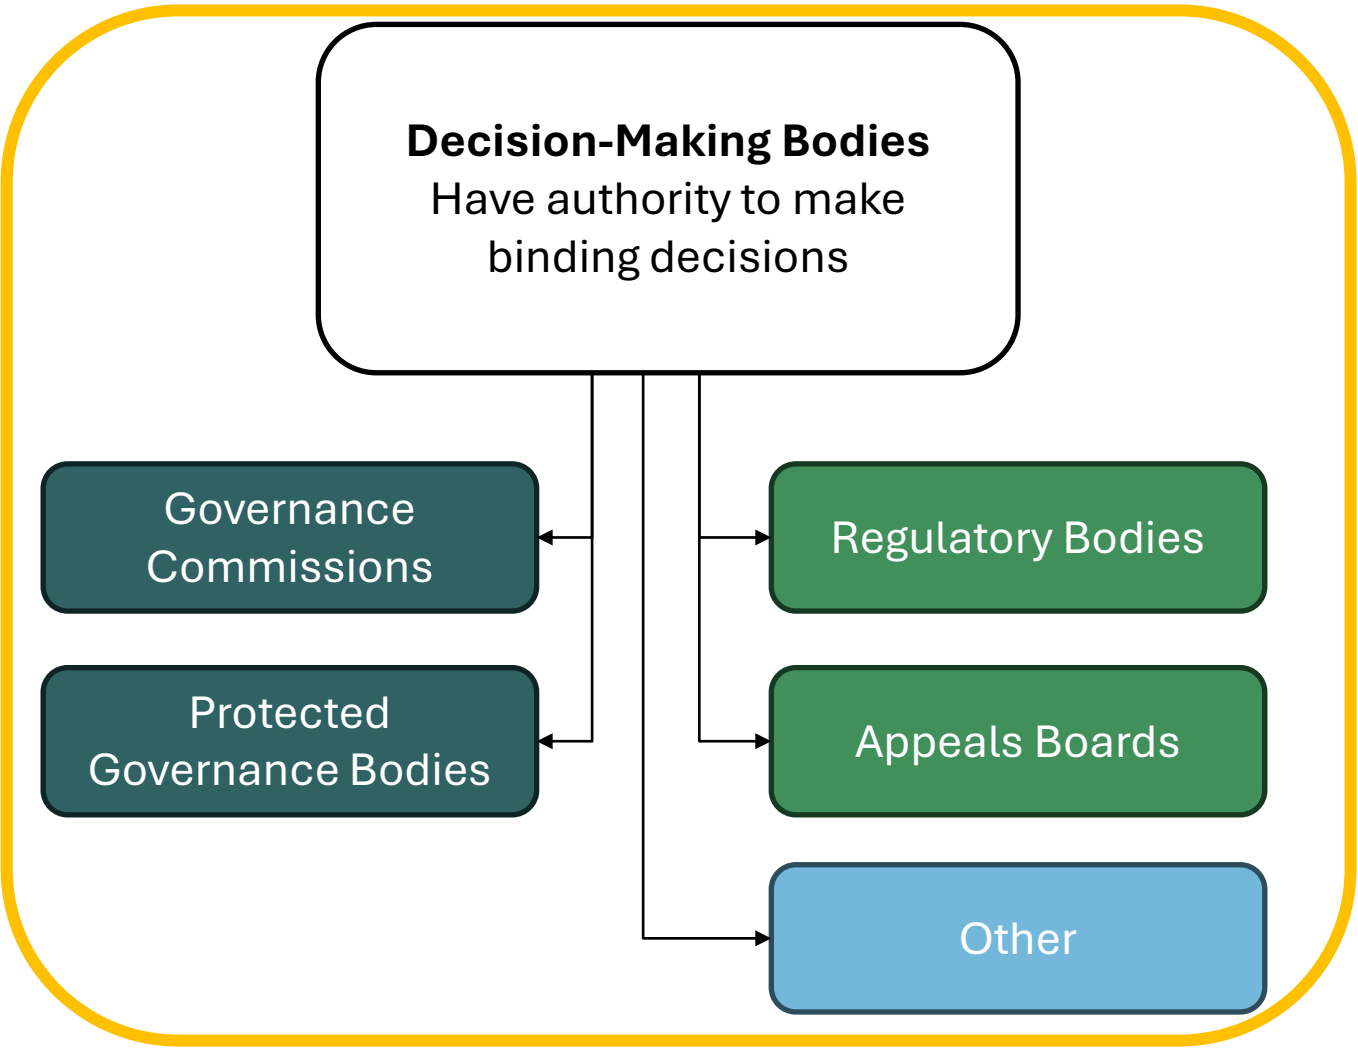 Decision-Making Bodies
Have authority to make
binding decisions
Governance
Commissions
Regulatory Bodies
Protected
Governance Bodies
Appeals Boards
Other